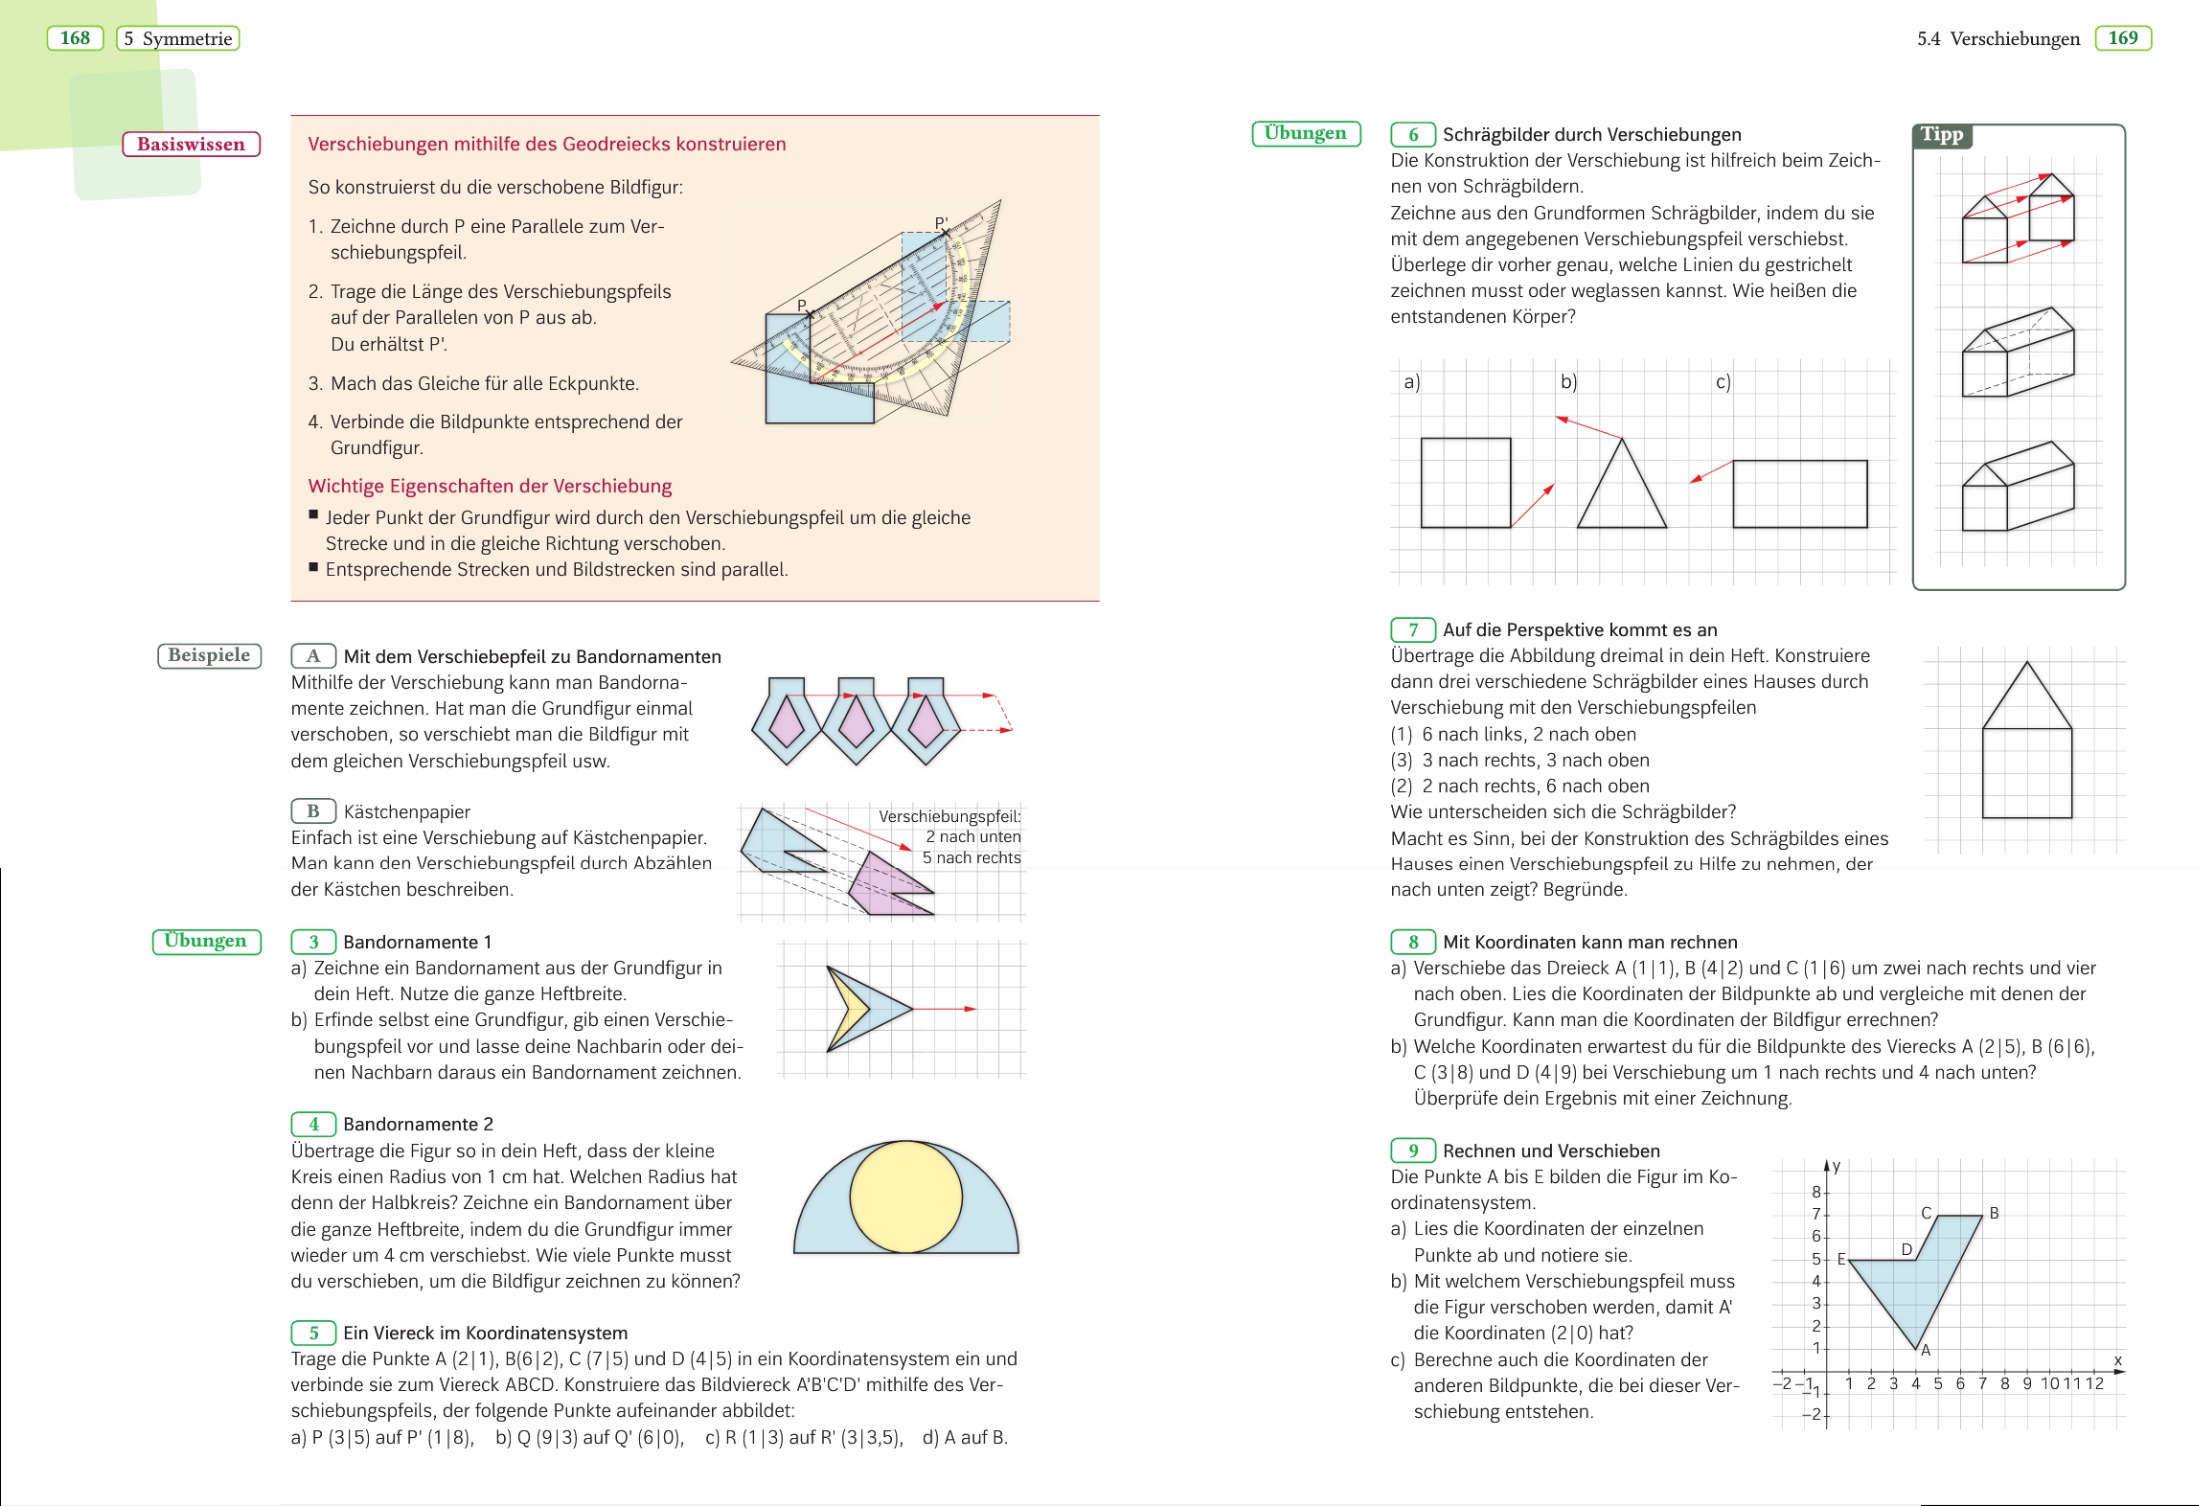 168 5 Symmetrie
Basiswissen
Verschiebungen mithilfe des Geodreiecks konstruieren
So konstruierst du die verschobene Bildfigur:
1. Zeichne durch P eine Parallele zum Ver-
schiebungspfeil.
2. Trage die Länge des Verschiebungspfeils
auf der Parallelen von P aus ab.
Du erhältst P'.
3. Mach das Gleiche für alle Eckpunkte.
4. Verbinde die Bildpunkte entsprechend der
Grundfigur.
P
P'
Wichtige Eigenschaften der Verschiebung
■ Jeder Punkt der Grundfigur wird durch den Verschiebungspfeil um die gleiche
Strecke und in die gleiche Richtung verschoben.
■ Entsprechende Strecken und Bildstrecken sind parallel.
Beispiele
A Mit dem Verschiebepfeil zu Bandornamenten
Mithilfe der Verschiebung kann man Bandorna-
mente zeichnen. Hat man die Grundfigur einmal
verschoben, so verschiebt man die Bildfigur mit
dem gleichen Verschiebungspfeil usw.
B Kästchenpapier
Einfach ist eine Verschiebung auf Kästchenpapier.
Man kann den Verschiebungspfeil durch Abzählen
der Kästchen beschreiben.
Verschiebungspfeil:
2 nach unten
5 nach rechts
Übungen
3 Bandornamente 1
a) Zeichne ein Bandornament aus der Grundfigur in
dein Heft. Nutze die ganze Heftbreite.
b) Erfinde selbst eine Grundfigur, gib einen Verschie-
bungspfeil vor und lasse deine Nachbarin oder dei-
nen Nachbarn daraus ein Bandornament zeichnen.
4 Bandornamente 2
Übertrage die Figur so in dein Heft, dass der kleine
Kreis einen Radius von 1 cm hat. Welchen Radius hat
denn der Halbkreis? Zeichne ein Bandornament über
die ganze Heftbreite, indem du die Grundfigur immer
wieder um 4 cm verschiebst. Wie viele Punkte musst
du verschieben, um die Bildfigur zeichnen zu können?
5 Ein Viereck im Koordinatensystem
Trage die Punkte A (2|1), B(6|2), C (7|5) und D (4|5) in ein Koordinatensystem ein und
verbinde sie zum Viereck ABCD. Konstruiere das Bildviereck A'B'C'D' mithilfe des Ver-
schiebungspfeils, der folgende Punkte aufeinander abbildet:
a) P (3|5) auf P' (1|8), b) Q (9|3) auf Q' (6|0), c) R (1|3) auf R' (3|3,5), d) A auf B.
5.4 Verschiebungen 169
Übungen
6 Schrägbilder durch Verschiebungen
Die Konstruktion der Verschiebung ist hilfreich beim Zeich-
nen von Schrägbildern.
Zeichne aus den Grundformen Schrägbilder, indem du sie
mit dem angegebenen Verschiebungspfeil verschiebst.
Überlege dir vorher genau, welche Linien du gestrichelt
zeichnen musst oder weglassen kannst. Wie heißen die
entstandenen Körper?
a) b) c)
Tipp
7 Auf die Perspektive kommt es an
Übertrage die Abbildung dreimal in dein Heft. Konstruiere
dann drei verschiedene Schrägbilder eines Hauses durch
Verschiebung mit den Verschiebungspfeilen
(1) 6 nach links, 2 nach oben
(3) 3 nach rechts, 3 nach oben
(2) 2 nach rechts, 6 nach oben
Wie unterscheiden sich die Schrägbilder?
Macht es Sinn, bei der Konstruktion des Schrägbildes eines
Hauses einen Verschiebungspfeil zu Hilfe zu nehmen, der
nach unten zeigt? Begründe.
8 Mit Koordinaten kann man rechnen
a) Verschiebe das Dreieck A (1|1), B (4|2) und C (1|6) um zwei nach rechts und vier
nach oben. Lies die Koordinaten der Bildpunkte ab und vergleiche mit denen der
Grundfigur. Kann man die Koordinaten der Bildfigur errechnen?
b) Welche Koordinaten erwartest du für die Bildpunkte des Vierecks A (2|5), B (6|6),
C (3|8) und D (4|9) bei Verschiebung um 1 nach rechts und 4 nach unten?
Überprüfe dein Ergebnis mit einer Zeichnung.
9 Rechnen und Verschieben
Die Punkte A bis E bilden die Figur im Ko-
ordinatensystem.
a) Lies die Koordinaten der einzelnen
Punkte ab und notiere sie.
b) Mit welchem Verschiebungspfeil muss
die Figur verschoben werden, damit A'
die Koordinaten (2|0) hat?
c) Berechne auch die Koordinaten der
anderen Bildpunkte, die bei dieser Ver-
schiebung entstehen.
y
8
7 C B
6
D
5 E
4
3
2
1 A
x
−2 −1 1 2 3 4 5 6 7 8 9 10 11 12
−1
−2